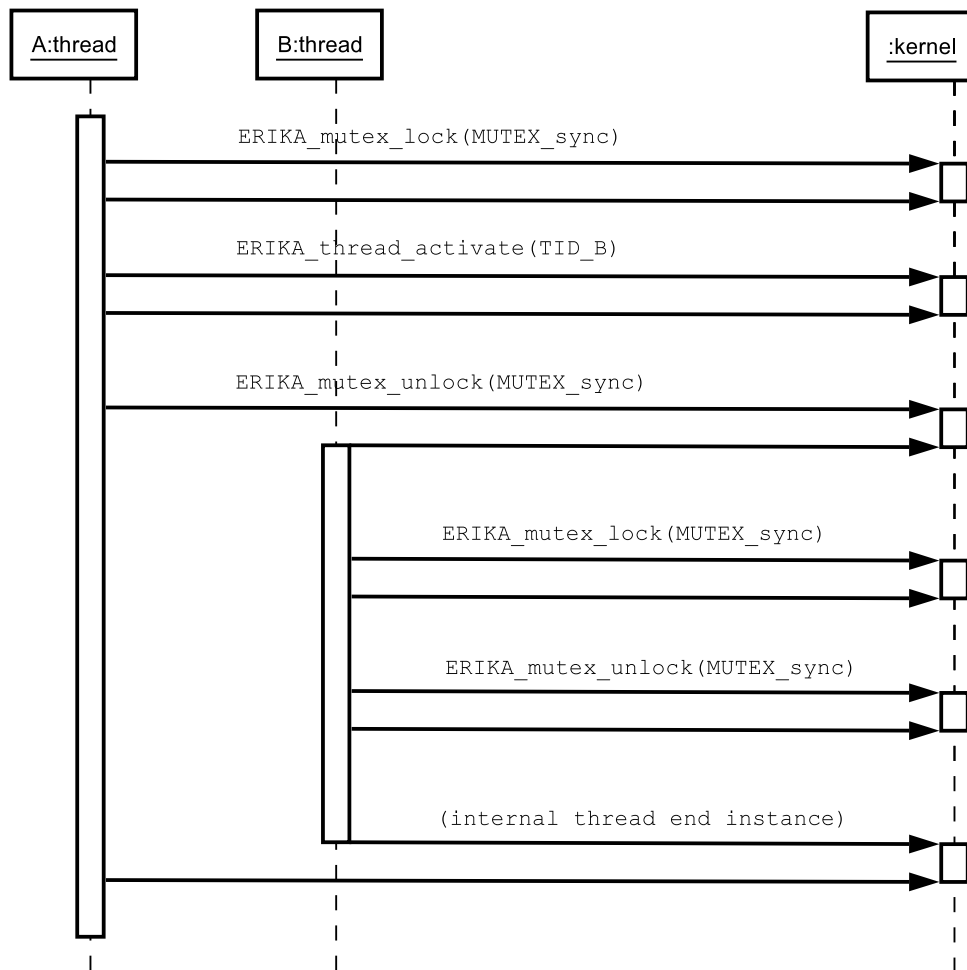 A:thread
B:thread
:kernel
ERIKA_mutex_lock(MUTEX_sync)
ERIKA_thread_activate(TID_B)
ERIKA_mutex_unlock(MUTEX_sync)
ERIKA_mutex_lock(MUTEX_sync)
ERIKA_mutex_unlock(MUTEX_sync)
(internal thread end instance)